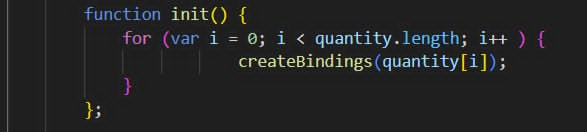 function init() {
for (var i = 0; i < quantity.length; i++ ) {
createBindings(quantity[i]);
}
};